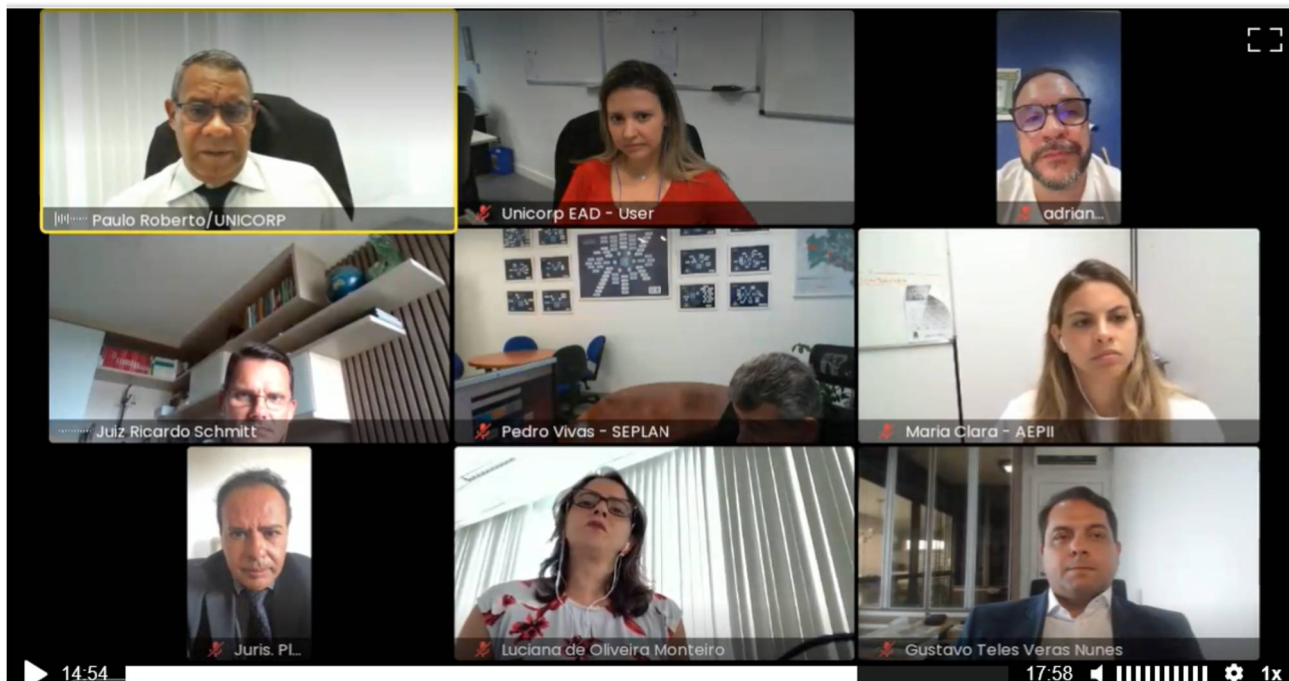 Paulo Roberto/UNICORP
Unicorp EAD - User
adrian...
Juiz Ricardo Schmitt
Pedro Vivas - SEPLAN
Maria Clara - AEPII
Juris. Pl...
Luciana de Oliveira Monteiro
Gustavo Teles Veras Nunes
14:54
17:58
1x